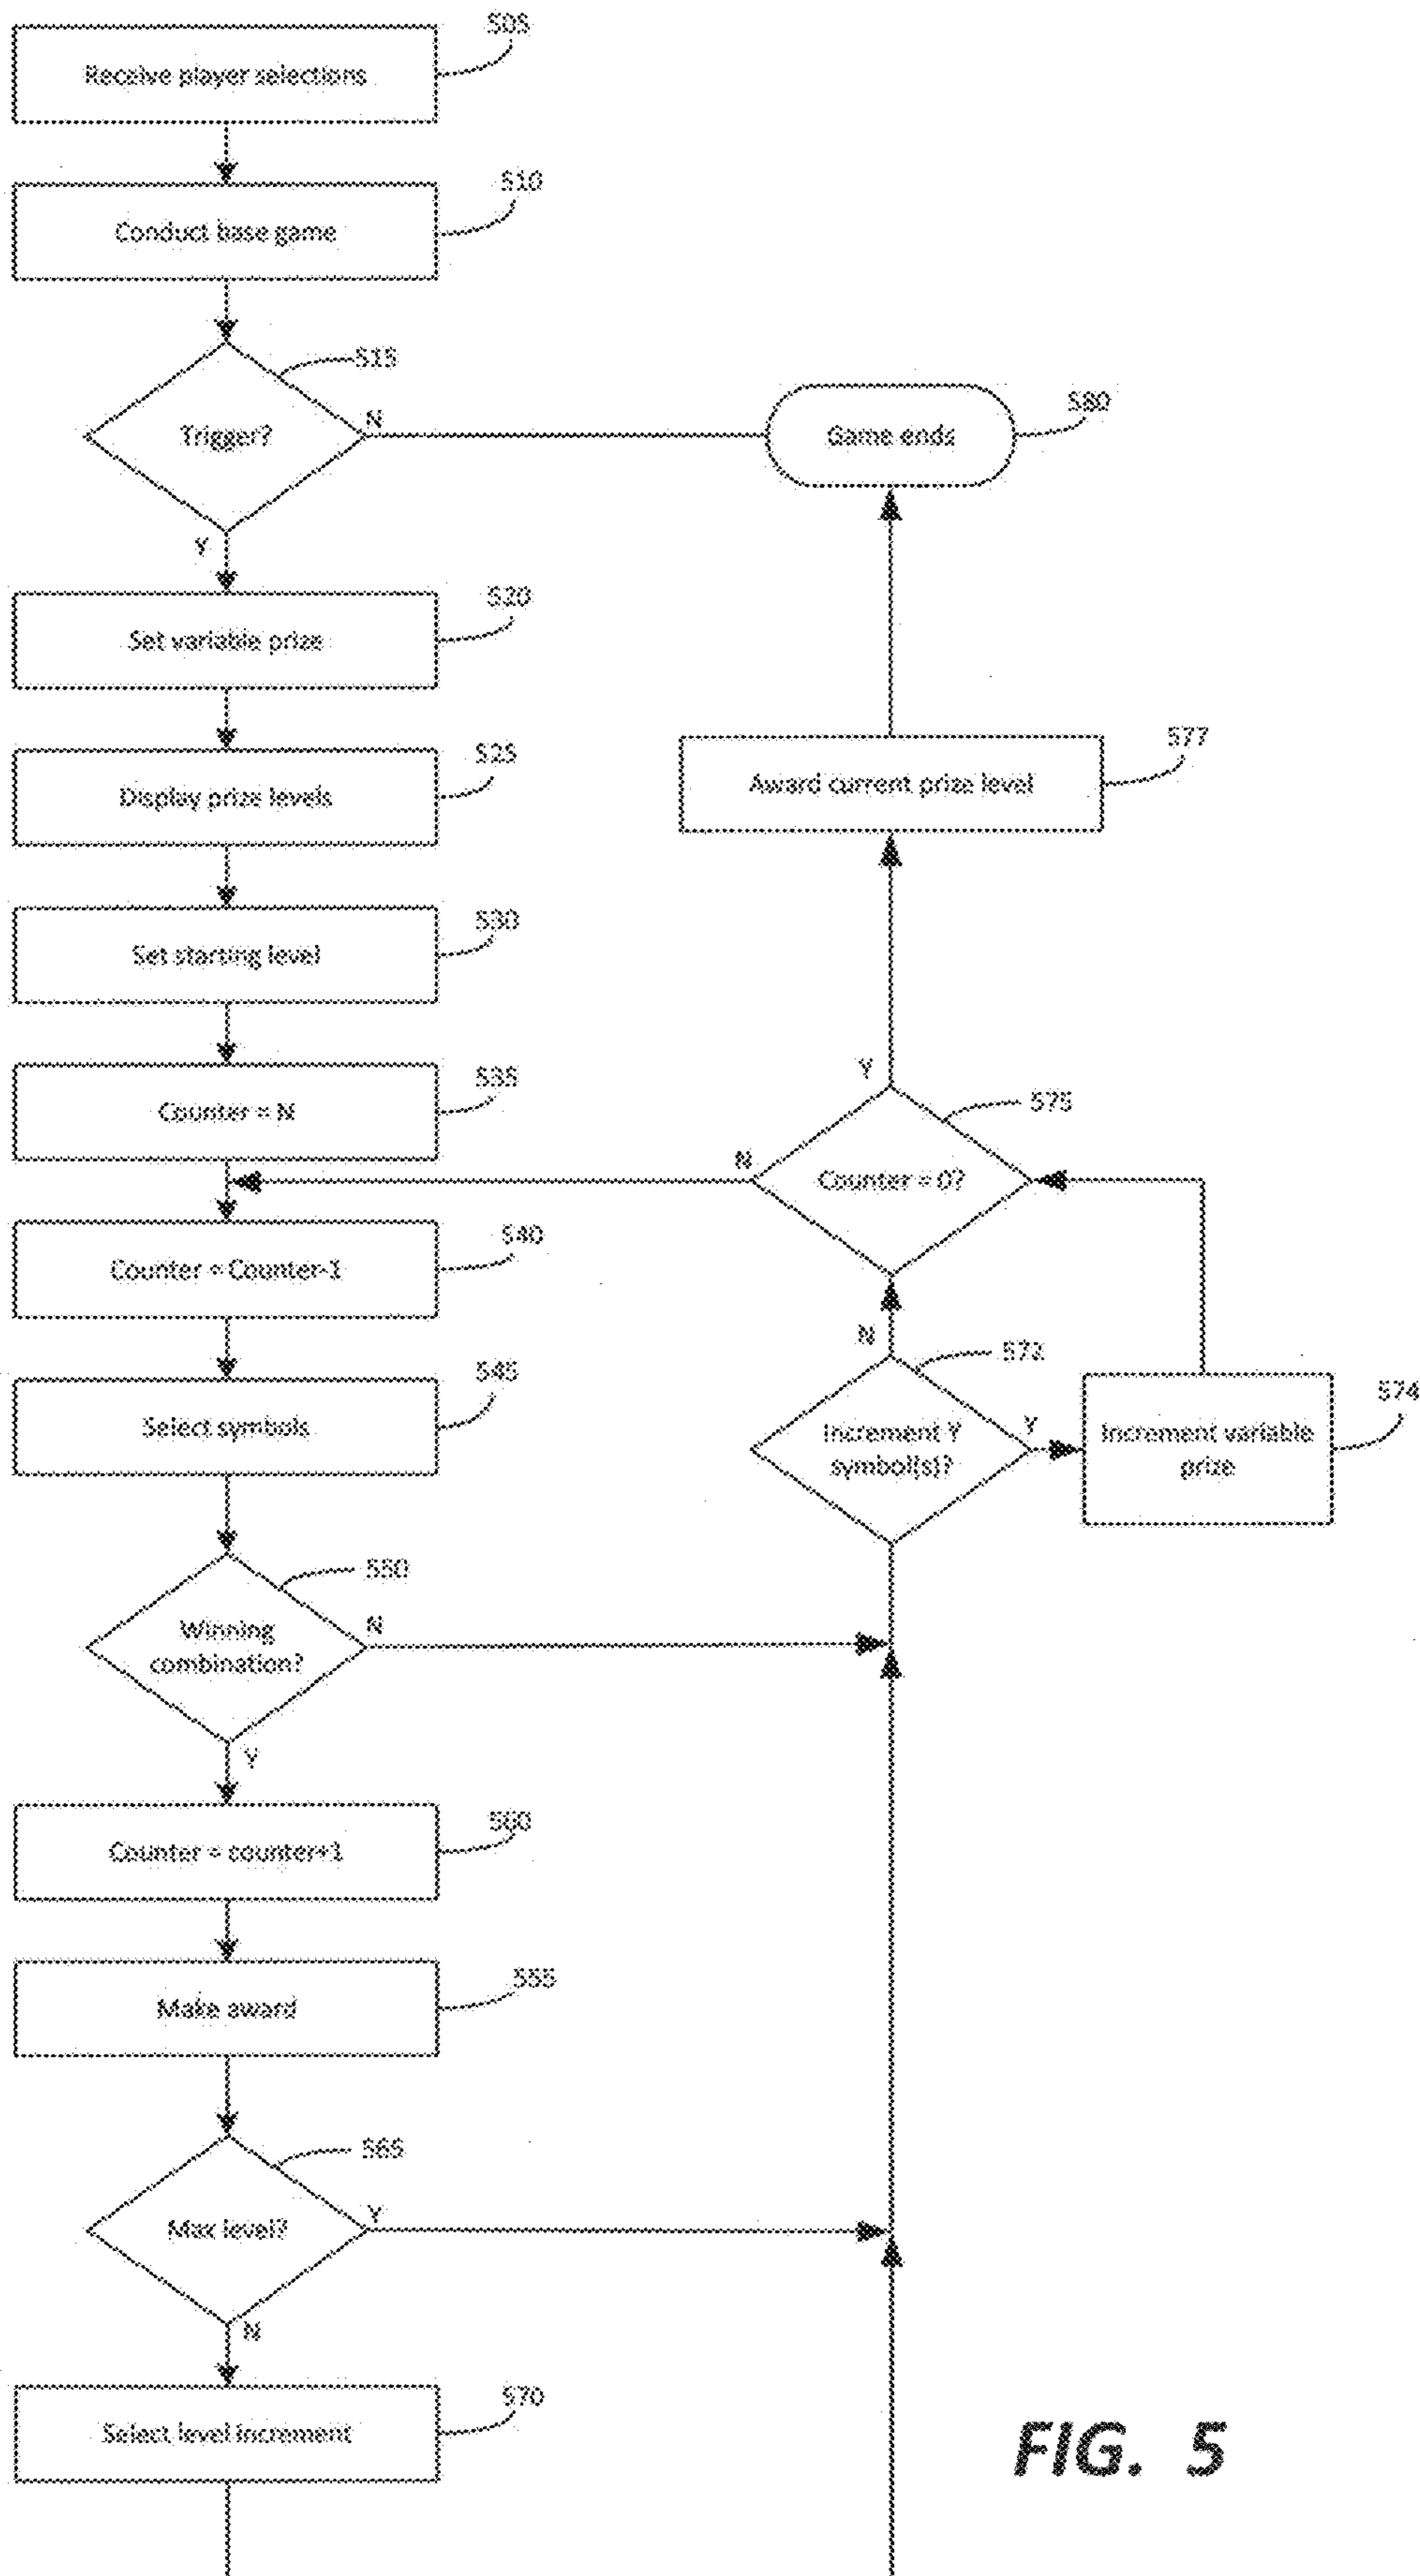 505
Receive player selections
510
Conduct base game
515
Trigger?
N
Y
580
Game ends
520
Set variable prize
525
Display prize levels
577
Award current prize level
530
Set starting level
535
Counter = N
Y
575
N
Counter = 0?
540
Counter = Counter-1
N
572
545
Select symbols
Increment Y
symbol(s)?
Y
574
Increment variable
prize
550
Winning
combination?
N
Y
560
Counter = counter+1
555
Make award
565
Max level?
Y
N
570
Select level increment
FIG. 5